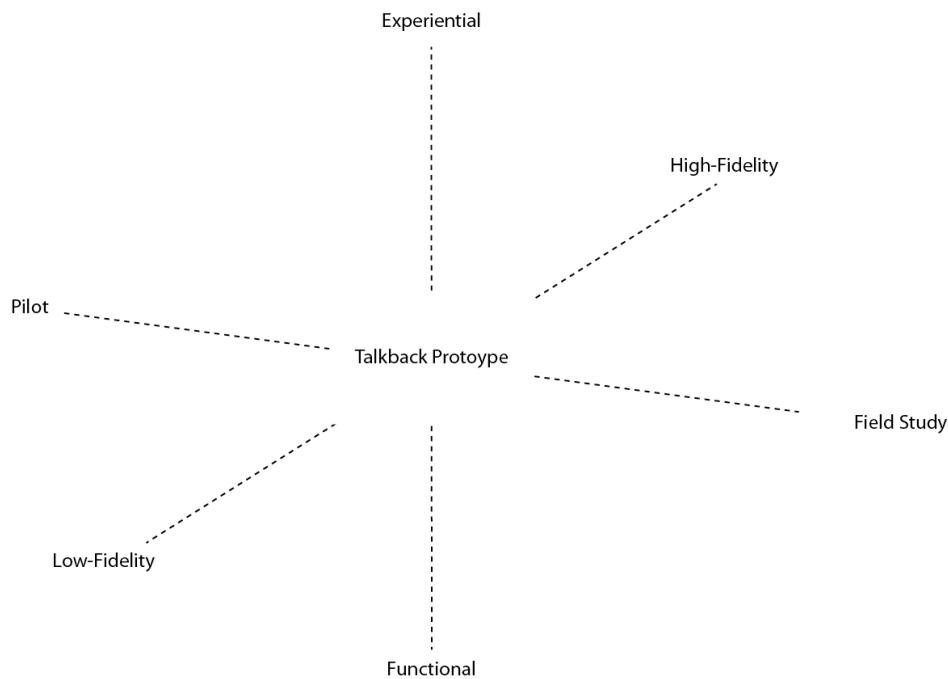 Experiential
High-Fidelity
Pilot
Talkback Protoype
Field Study
Low-Fidelity
Functional